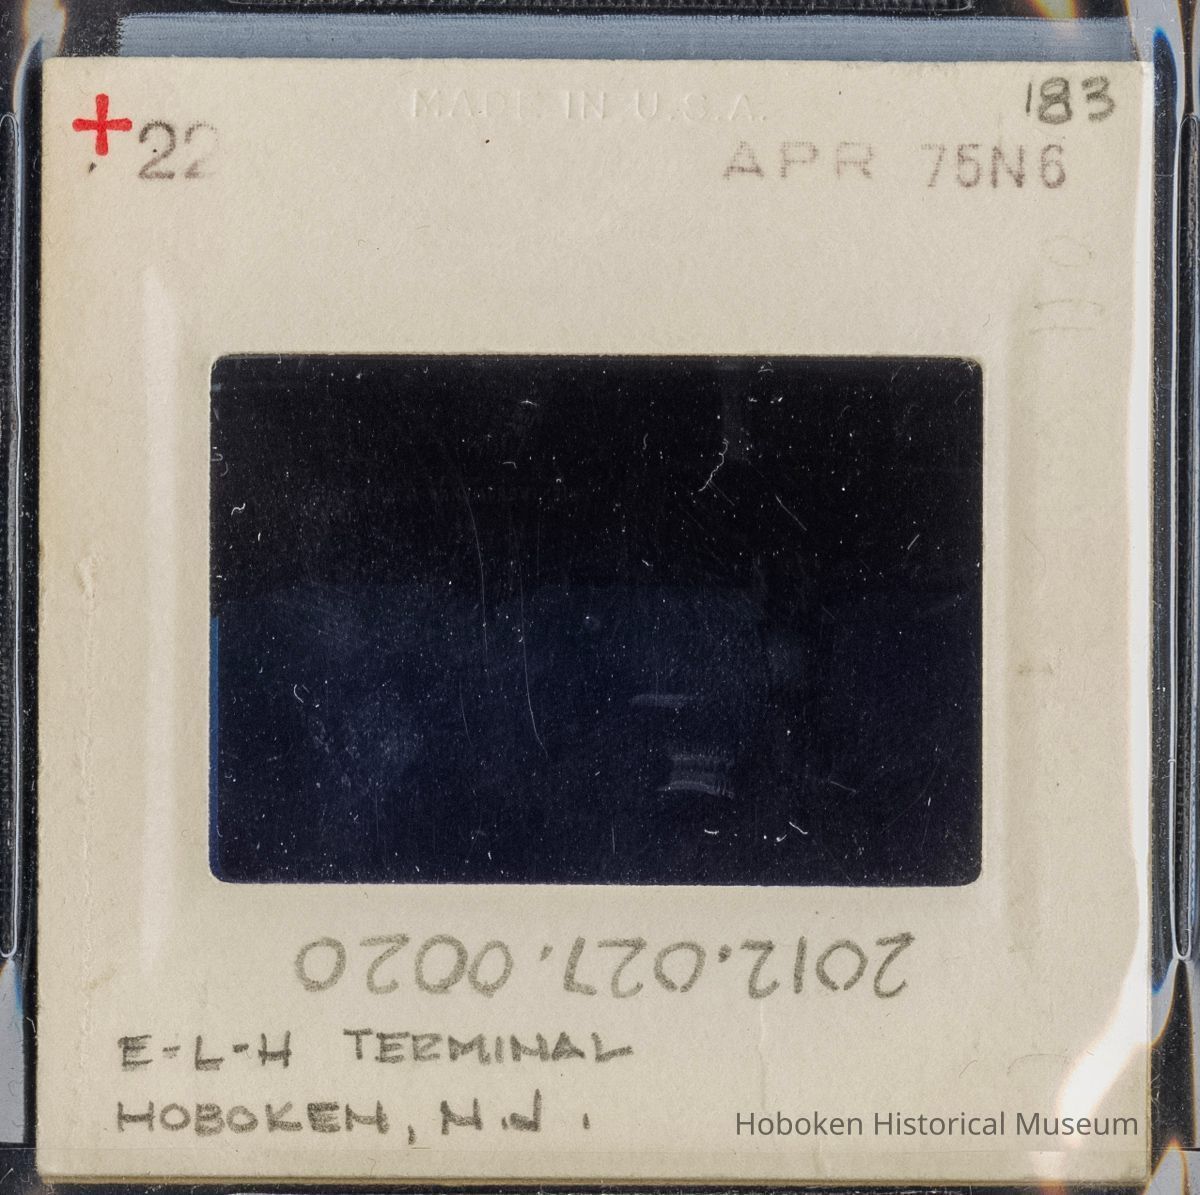 MADE IN U.S.A.
183
+22
APR 75N6
2012.027.0020
E-L-H TERMINAL
HOBOKEN, N.J.
Hoboken Historical Museum